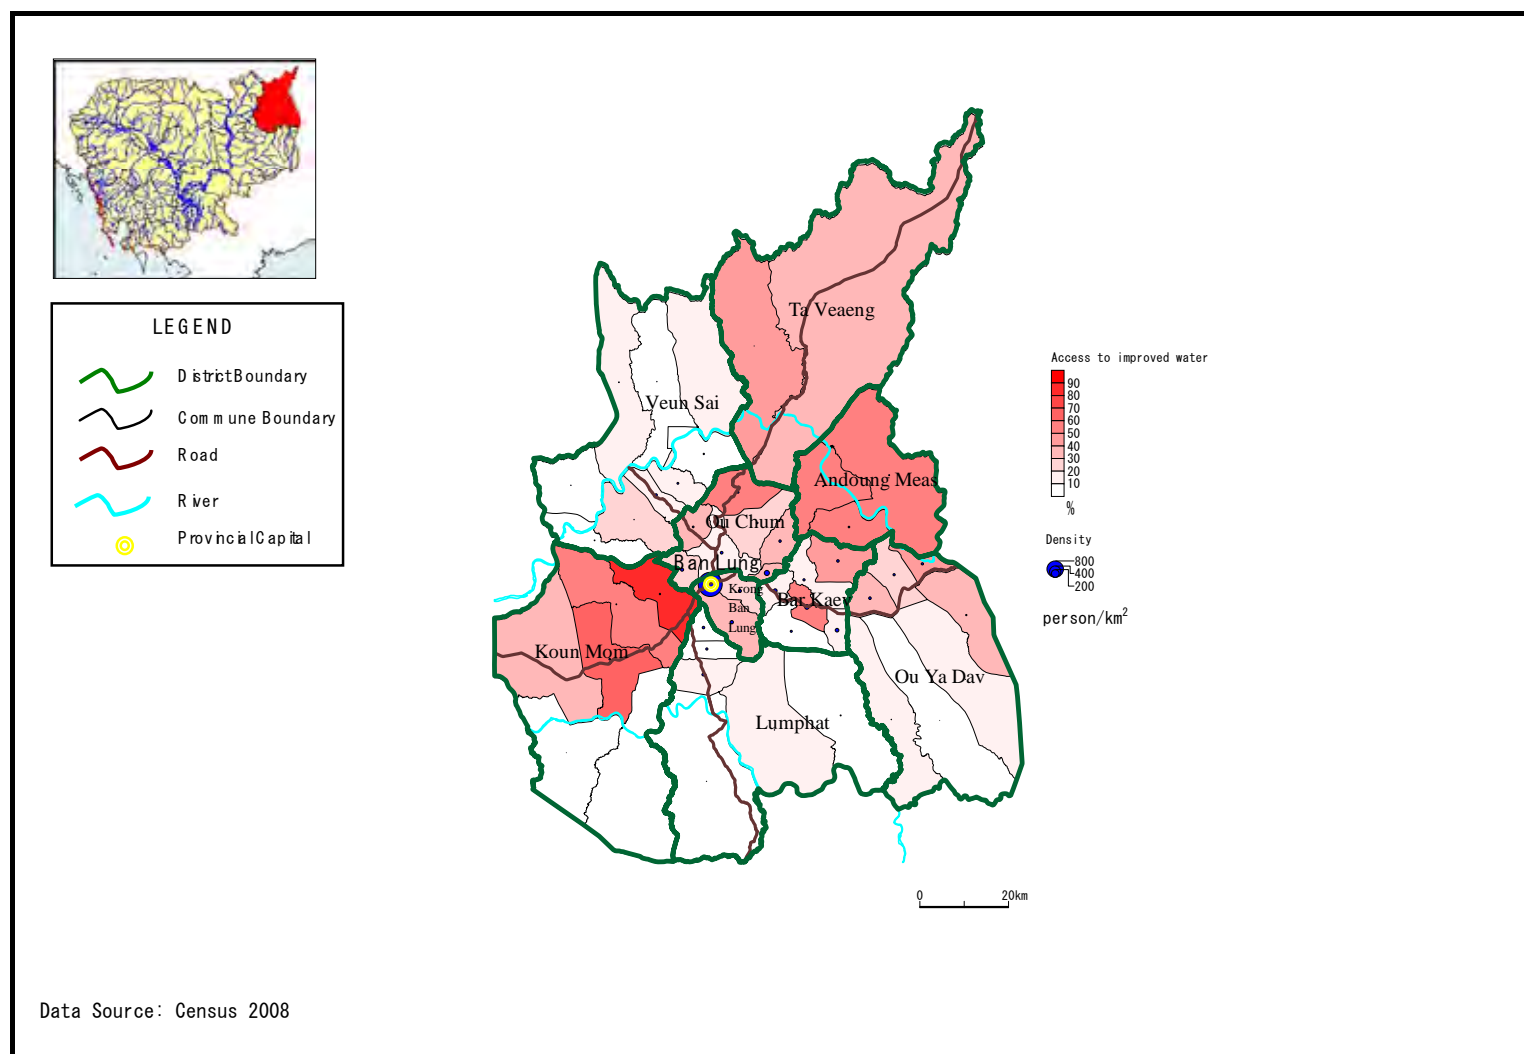 LEGEND
District Boundary
Commune Boundary
Road
River
Provincial Capital
Ta Veaeng
Veun Sai
Andoung Meas
Ou Chum
Ban Lung
Krong
Ban
Lung
Bar Kaev
Koun Mom
Ou Ya Dav
Lumphat
Access to improved water
90
80
70
60
50
40
30
20
10
%
Density
800
400
200
person/km²
0 20km
Data Source: Census 2008